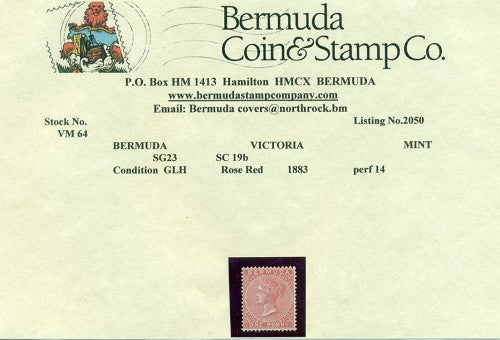 Bermuda
Coin&Stamp Co.
P.O. Box HM 1413 Hamilton HMCX BERMUDA
www.bermudastampcompany.com
Email: Bermuda covers@northrock.bm
Stock No. Listing No.2050
VM 64
BERMUDA VICTORIA MINT
SG23 SC 19b
Condition GLH Rose Red 1883 perf 14
BERMUDA
ONE PENNY